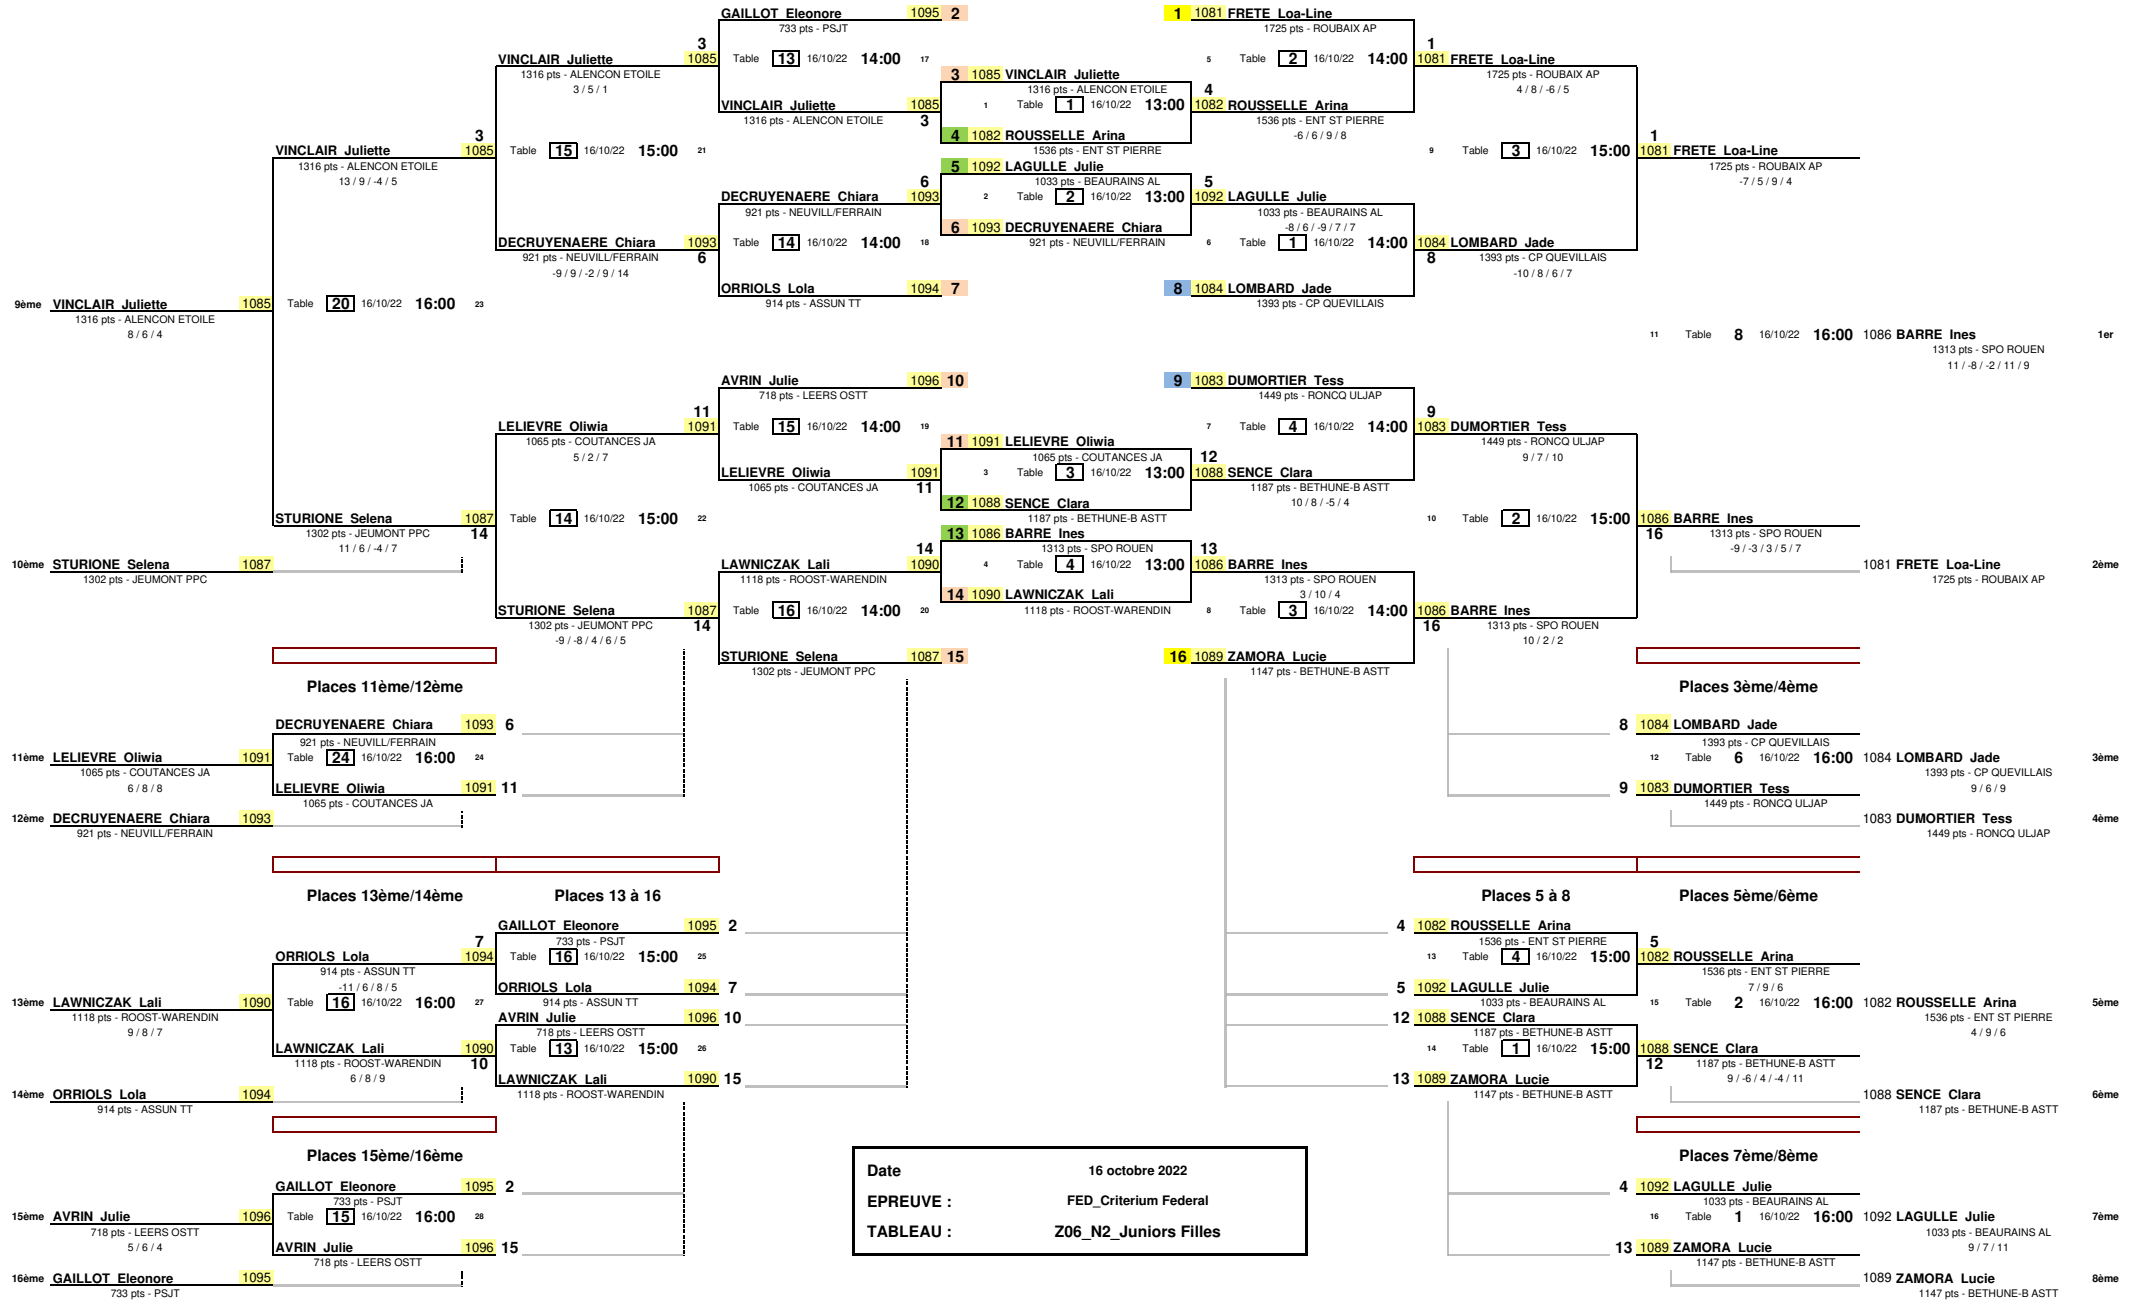 GAILLOT Eleonore 1095 2
733 pts - PSJT
1 1081 FRETE Loa-Line
1725 pts - ROUBAIX AP
3
VINCLAIR Juliette 1085
1316 pts - ALENCON ETOILE
3 / 5 / 1
Table 13 16/10/22 14:00 17
5 Table 2 16/10/22 14:00
1
1081 FRETE Loa-Line
1725 pts - ROUBAIX AP
4 / 8 / -6 / 5
3 1085 VINCLAIR Juliette
1316 pts - ALENCON ETOILE
VINCLAIR Juliette 1085
1316 pts - ALENCON ETOILE
3
1 Table 1 16/10/22 13:00
4
1082 ROUSSELLE Arina
1536 pts - ENT ST PIERRE
-6 / 6 / 9 / 8
4 1082 ROUSSELLE Arina
1536 pts - ENT ST PIERRE
3
VINCLAIR Juliette 1085
1316 pts - ALENCON ETOILE
13 / 9 / -4 / 5
Table 15 16/10/22 15:00 21
9 Table 3 16/10/22 15:00
1
1081 FRETE Loa-Line
1725 pts - ROUBAIX AP
-7 / 5 / 9 / 4
5 1092 LAGULLE Julie
1033 pts - BEAURAINS AL
6
DECRUYENAERE Chiara 1093
921 pts - NEUVILL/FERRAIN
2 Table 2 16/10/22 13:00
5
1092 LAGULLE Julie
1033 pts - BEAURAINS AL
-8 / 6 / -9 / 7 / 7
6 1093 DECRUYENAERE Chiara
921 pts - NEUVILL/FERRAIN
DECRUYENAERE Chiara 1093
921 pts - NEUVILL/FERRAIN
6
-9 / 9 / -2 / 9 / 14
Table 14 16/10/22 14:00 18
6 Table 1 16/10/22 14:00
1084 LOMBARD Jade
8
1393 pts - CP QUEVILLAIS
-10 / 8 / 6 / 7
ORRIOLS Lola 1094 7
914 pts - ASSUN TT
8 1084 LOMBARD Jade
1393 pts - CP QUEVILLAIS
9ème VINCLAIR Juliette 1085
1316 pts - ALENCON ETOILE
8 / 6 / 4
Table 20 16/10/22 16:00 23
11 Table 8 16/10/22 16:00 1086 BARRE Ines 1er
1313 pts - SPO ROUEN
11 / -8 / -2 / 11 / 9
AVRIN Julie 1096 10
718 pts - LEERS OSTT
9 1083 DUMORTIER Tess
1449 pts - RONCQ ULJAP
11
LELIEVRE Oliwia 1091
1065 pts - COUTANCES JA
5 / 2 / 7
Table 15 16/10/22 14:00 19
7 Table 4 16/10/22 14:00
9
1083 DUMORTIER Tess
1449 pts - RONCQ ULJAP
9 / 7 / 10
11 1091 LELIEVRE Oliwia
1065 pts - COUTANCES JA
LELIEVRE Oliwia 1091
1065 pts - COUTANCES JA
11
3 Table 3 16/10/22 13:00
12
1088 SENCE Clara
1187 pts - BETHUNE-B ASTT
10 / 8 / -5 / 4
12 1088 SENCE Clara
1187 pts - BETHUNE-B ASTT
STURIONE Selena 1087
1302 pts - JEUMONT PPC
14
11 / 6 / -4 / 7
Table 14 16/10/22 15:00 22
10 Table 2 16/10/22 15:00
1086 BARRE Ines
16
1313 pts - SPO ROUEN
-9 / -3 / 3 / 5 / 7
13 1086 BARRE Ines
1313 pts - SPO ROUEN
10ème STURIONE Selena 1087
1302 pts - JEUMONT PPC
14
LAWNICZAK Lali 1090
1118 pts - ROOST-WARENDIN
4 Table 4 16/10/22 13:00
13
1086 BARRE Ines
1313 pts - SPO ROUEN
3 / 10 / 4
1081 FRETE Loa-Line 2ème
1725 pts - ROUBAIX AP
14 1090 LAWNICZAK Lali
1118 pts - ROOST-WARENDIN
STURIONE Selena 1087
1302 pts - JEUMONT PPC
14
-9 / -8 / 4 / 6 / 5
Table 16 16/10/22 14:00 20
8 Table 3 16/10/22 14:00
1086 BARRE Ines
16
1313 pts - SPO ROUEN
10 / 2 / 2
STURIONE Selena 1087 15
1302 pts - JEUMONT PPC
16 1089 ZAMORA Lucie
1147 pts - BETHUNE-B ASTT
Places 11ème/12ème
Places 3ème/4ème
DECRUYENAERE Chiara 1093 6
921 pts - NEUVILL/FERRAIN
8 1084 LOMBARD Jade
1393 pts - CP QUEVILLAIS
11ème LELIEVRE Oliwia 1091
1065 pts - COUTANCES JA
6 / 8 / 8
Table 24 16/10/22 16:00 24
12 Table 6 16/10/22 16:00 1084 LOMBARD Jade 3ème
1393 pts - CP QUEVILLAIS
9 / 6 / 9
LELIEVRE Oliwia 1091 11
1065 pts - COUTANCES JA
9 1083 DUMORTIER Tess
1449 pts - RONCQ ULJAP
12ème DECRUYENAERE Chiara 1093
921 pts - NEUVILL/FERRAIN
1083 DUMORTIER Tess 4ème
1449 pts - RONCQ ULJAP
Places 13ème/14ème
Places 13 à 16
Places 5 à 8
Places 5ème/6ème
GAILLOT Eleonore 1095 2
733 pts - PSJT
4 1082 ROUSSELLE Arina
1536 pts - ENT ST PIERRE
7
ORRIOLS Lola 1094
914 pts - ASSUN TT
-11 / 6 / 8 / 5
Table 16 16/10/22 15:00 25
13 Table 4 16/10/22 15:00
5
1082 ROUSSELLE Arina
1536 pts - ENT ST PIERRE
7 / 9 / 6
ORRIOLS Lola 1094 7
914 pts - ASSUN TT
5 1092 LAGULLE Julie
1033 pts - BEAURAINS AL
13ème LAWNICZAK Lali 1090
1118 pts - ROOST-WARENDIN
9 / 8 / 7
Table 16 16/10/22 16:00 27
15 Table 2 16/10/22 16:00 1082 ROUSSELLE Arina 5ème
1536 pts - ENT ST PIERRE
4 / 9 / 6
AVRIN Julie 1096 10
718 pts - LEERS OSTT
12 1088 SENCE Clara
1187 pts - BETHUNE-B ASTT
LAWNICZAK Lali 1090
1118 pts - ROOST-WARENDIN
10
6 / 8 / 9
Table 13 16/10/22 15:00 26
14 Table 1 16/10/22 15:00
1088 SENCE Clara
12
1187 pts - BETHUNE-B ASTT
9 / -6 / 4 / -4 / 11
LAWNICZAK Lali 1090 15
1118 pts - ROOST-WARENDIN
13 1089 ZAMORA Lucie
1147 pts - BETHUNE-B ASTT
14ème ORRIOLS Lola 1094
914 pts - ASSUN TT
1088 SENCE Clara 6ème
1187 pts - BETHUNE-B ASTT
Places 15ème/16ème
Places 7ème/8ème
GAILLOT Eleonore 1095 2
733 pts - PSJT
4 1092 LAGULLE Julie
1033 pts - BEAURAINS AL
15ème AVRIN Julie 1096
718 pts - LEERS OSTT
5 / 6 / 4
Table 15 16/10/22 16:00 28
16 Table 1 16/10/22 16:00 1092 LAGULLE Julie 7ème
1033 pts - BEAURAINS AL
9 / 7 / 11
AVRIN Julie 1096 15
718 pts - LEERS OSTT
13 1089 ZAMORA Lucie
1147 pts - BETHUNE-B ASTT
16ème GAILLOT Eleonore 1095
733 pts - PSJT
1089 ZAMORA Lucie 8ème
1147 pts - BETHUNE-B ASTT
Date 16 octobre 2022
EPREUVE : FED_Criterium Federal
TABLEAU : Z06_N2_Juniors Filles